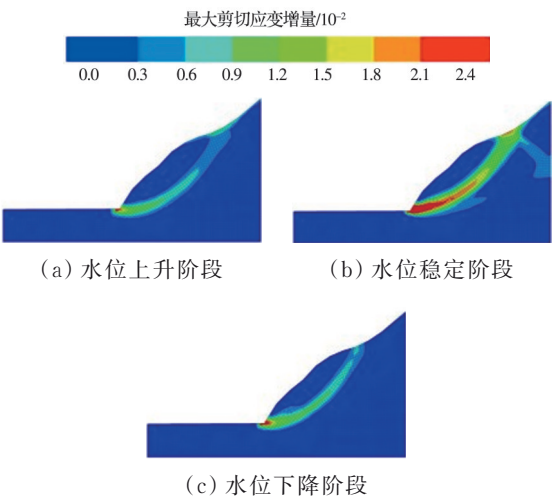 最大剪切应变增量/10⁻²
0.0 0.3 0.6 0.9 1.2 1.5 1.8 2.1 2.4
(a) 水位上升阶段 (b) 水位稳定阶段
(c) 水位下降阶段